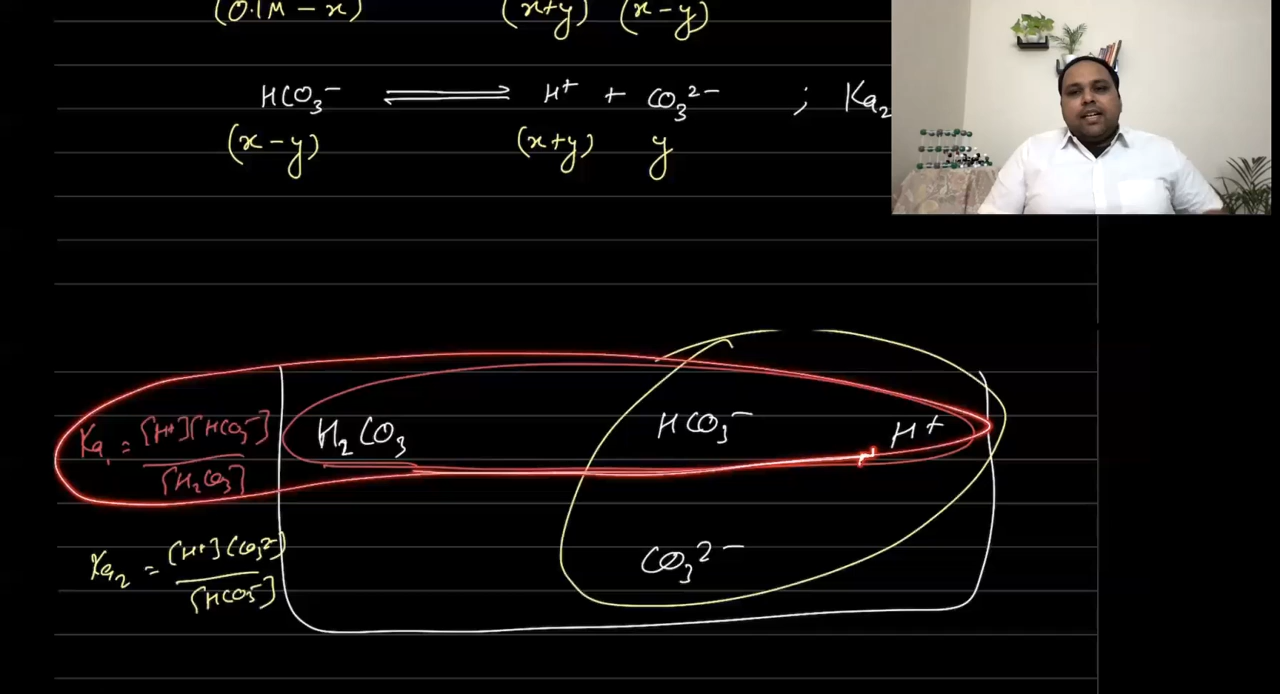 (0.1M − x) (x+y) (x−y)
HCO₃⁻ ⇌ H⁺ + CO₃²⁻ ; Ka₂
(x−y) (x+y) y
Ka₁ = [H⁺][HCO₃⁻] / [H₂CO₃]
H₂CO₃ HCO₃⁻ H⁺
Ka₂ = [H⁺][CO₃²⁻] / [HCO₃⁻]
CO₃²⁻